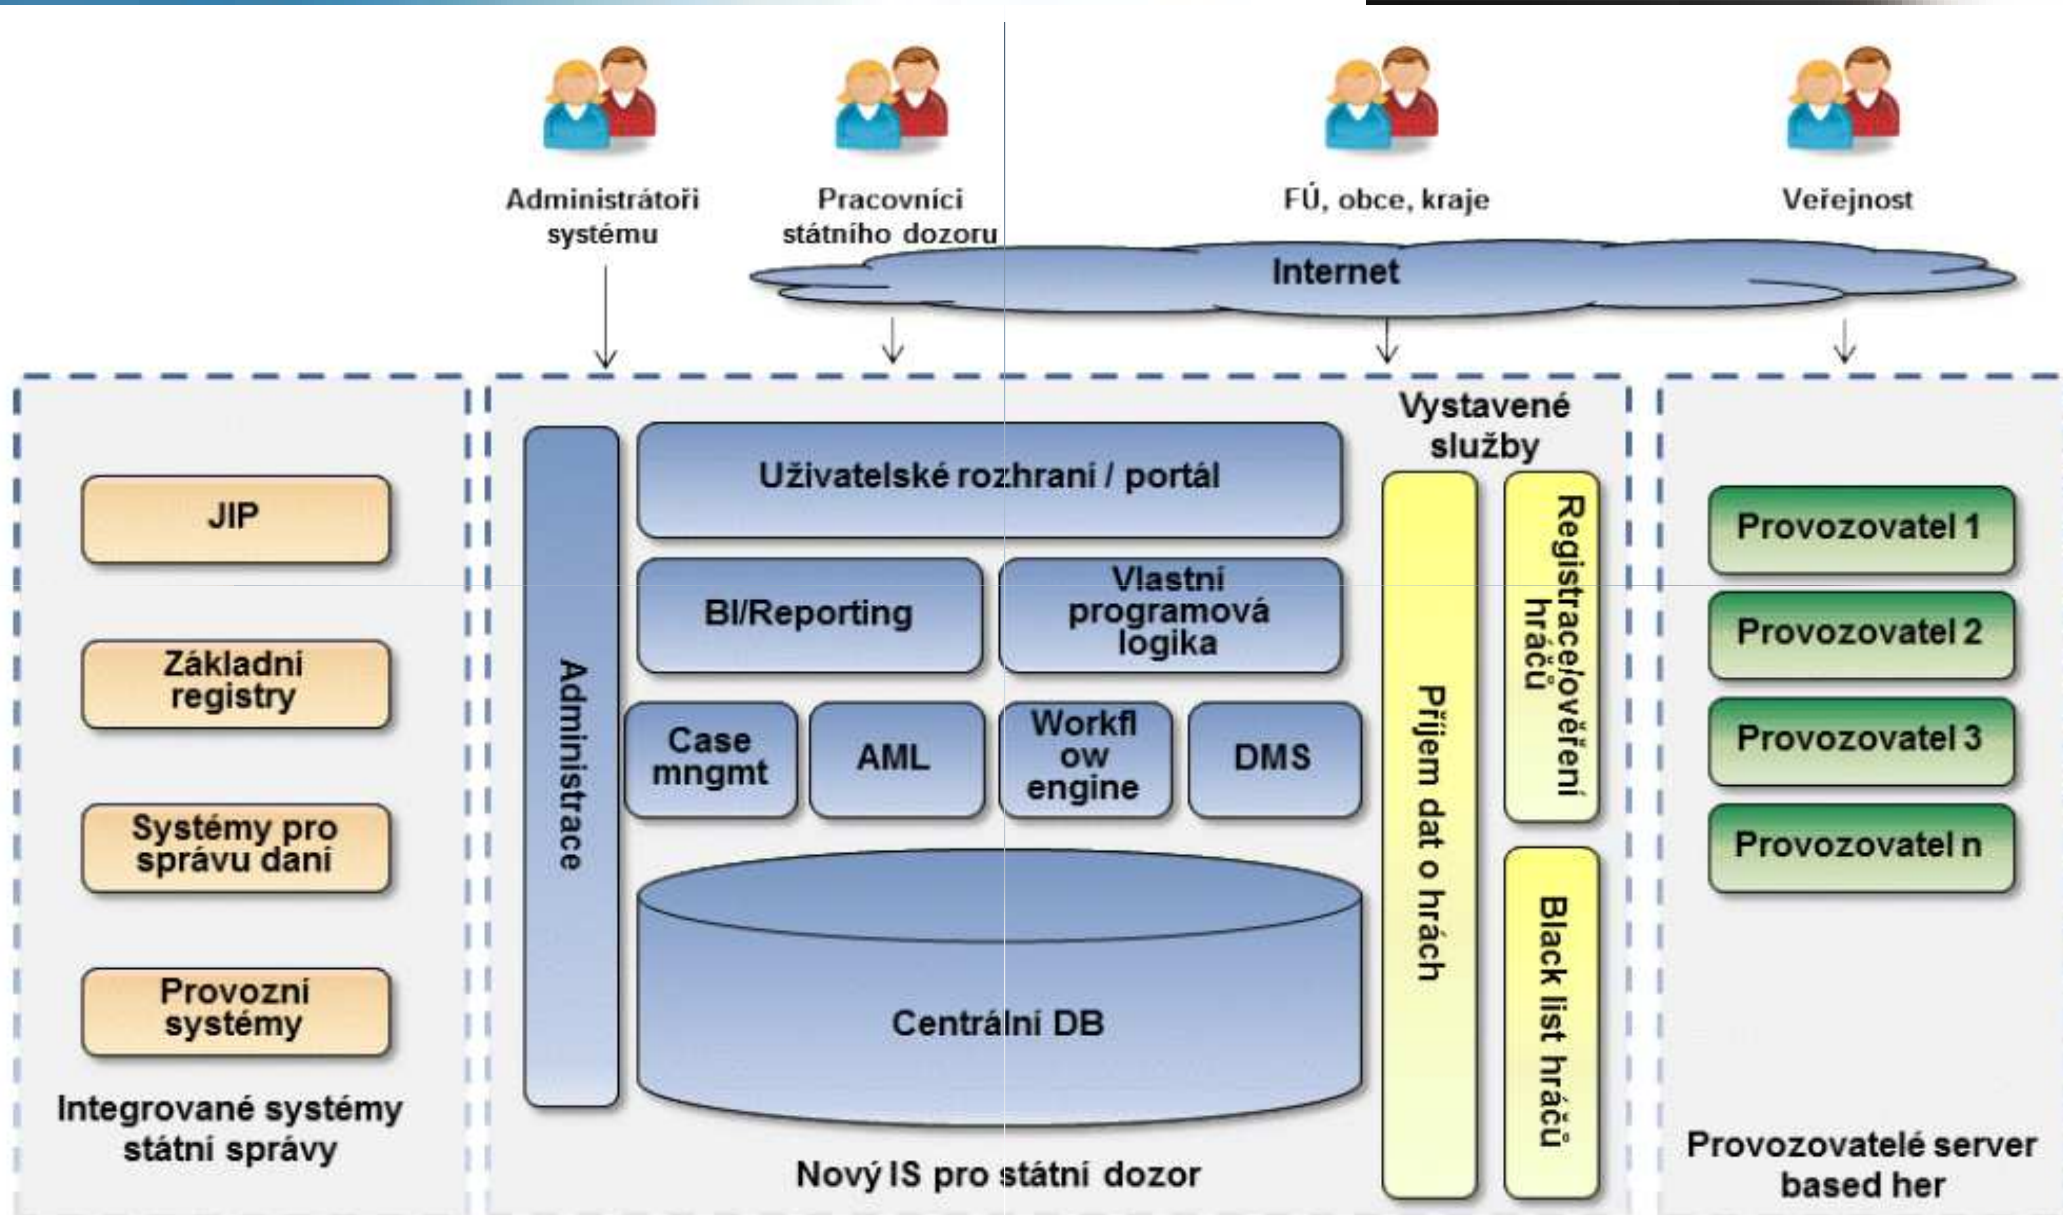 Administrátoři
systému
Pracovníci
státního dozoru
FÚ, obce, kraje
Veřejnost
Internet
JIP
Základní
registry
Systémy pro
správu daní
Provozní
systémy
Integrované systémy
státní správy
Administrace
Uživatelské rozhraní / portál
BI/Reporting
Vlastní
programová
logika
Case
mngmt
AML
Workfl
ow
engine
DMS
Centrální DB
Nový IS pro státní dozor
Vystavené
služby
Příjem dat o hrách
Registrace/ověření
hráčů
Black list hráčů
Provozovatel 1
Provozovatel 2
Provozovatel 3
Provozovatel n
Provozovatelé server
based her